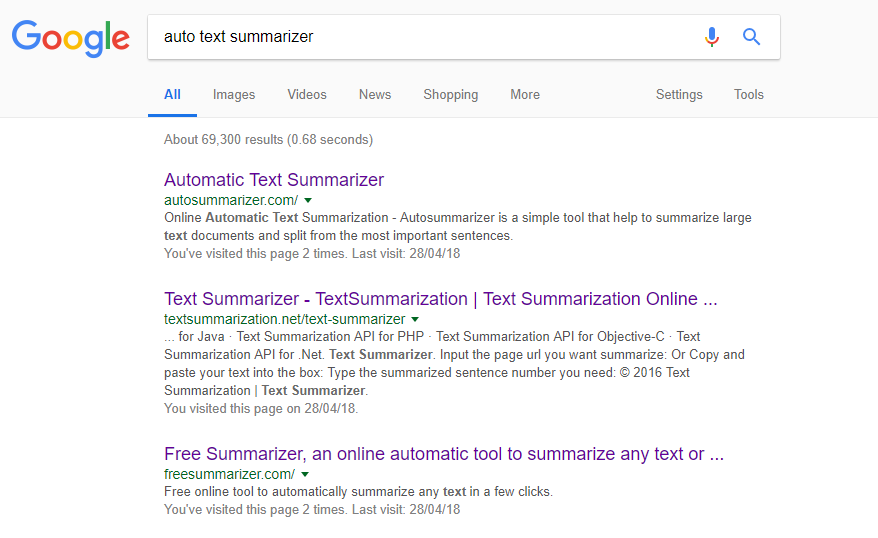 Google
auto text summarizer
All Images Videos News Shopping More Settings Tools
About 69,300 results (0.68 seconds)
Automatic Text Summarizer
autosummarizer.com/
Online Automatic Text Summarization - Autosummarizer is a simple tool that help to summarize large
text documents and split from the most important sentences.
You've visited this page 2 times. Last visit: 28/04/18
Text Summarizer - TextSummarization | Text Summarization Online ...
textsummarization.net/text-summarizer
... for Java · Text Summarization API for PHP · Text Summarization API for Objective-C · Text
Summarization API for .Net. Text Summarizer. Input the page url you want summarize: Or Copy and
paste your text into the box: Type the summarized sentence number you need: © 2016 Text
Summarization | Text Summarizer.
You visited this page on 28/04/18.
Free Summarizer, an online automatic tool to summarize any text or ...
freesummarizer.com/
Free online tool to automatically summarize any text in a few clicks.
You've visited this page 2 times. Last visit: 28/04/18